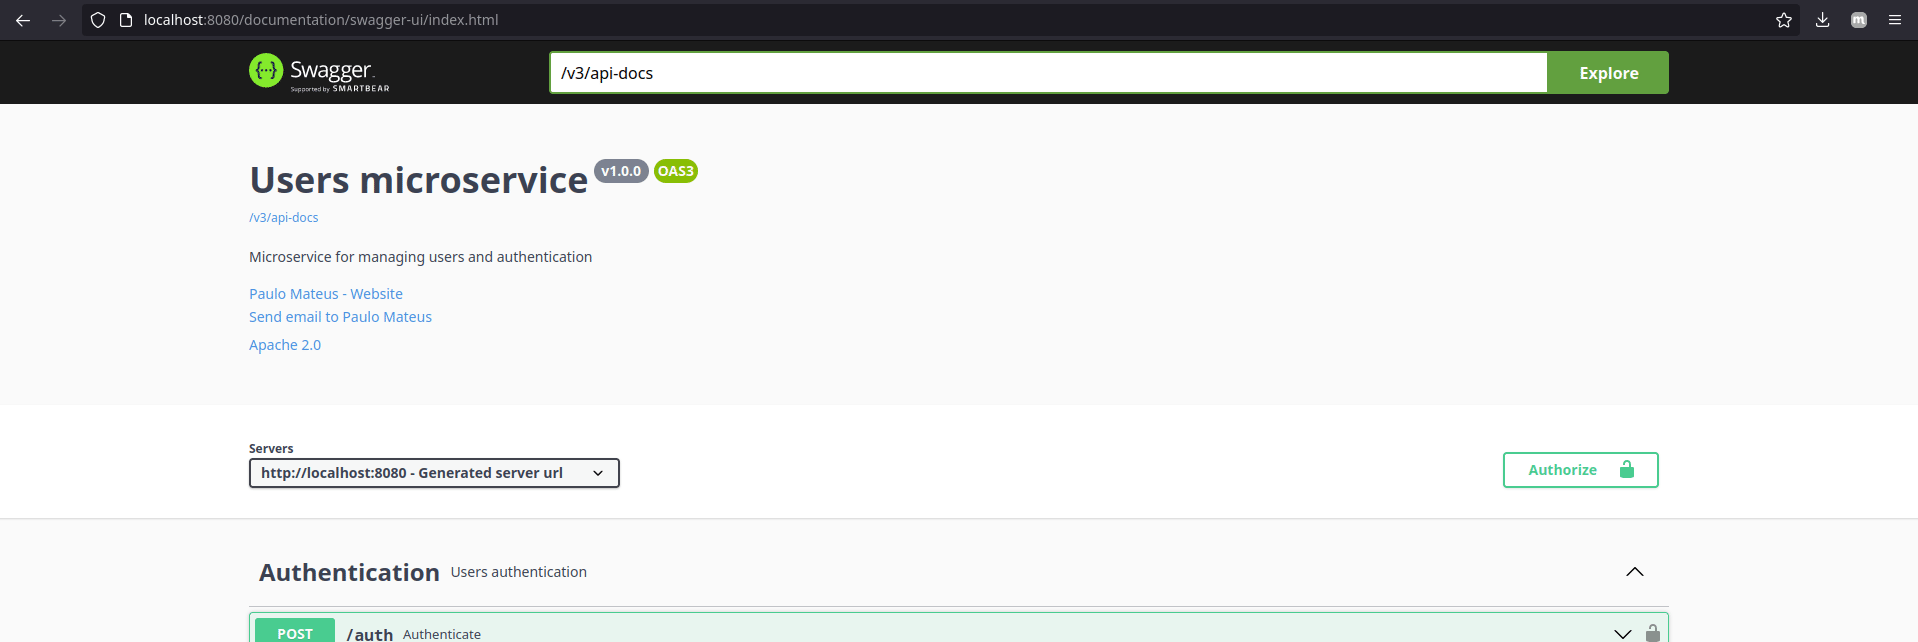 localhost:8080/documentation/swagger-ui/index.html
m
{···} Swagger
Supported by SMARTBEAR
/v3/api-docs
Explore
Users microservice v1.0.0 OAS3
/v3/api-docs
Microservice for managing users and authentication
Paulo Mateus - Website
Send email to Paulo Mateus
Apache 2.0
Servers
http://localhost:8080 - Generated server url
Authorize
Authentication Users authentication
POST /auth Authenticate